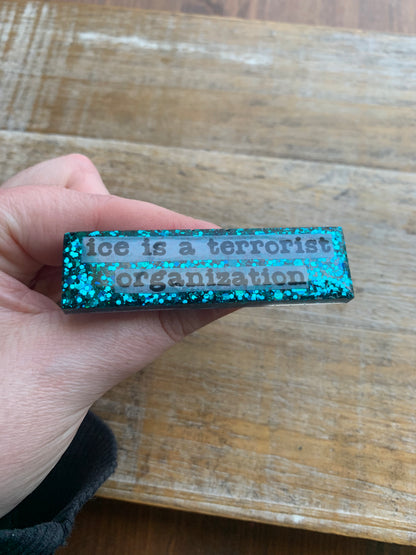 ice is a terrorist
organization